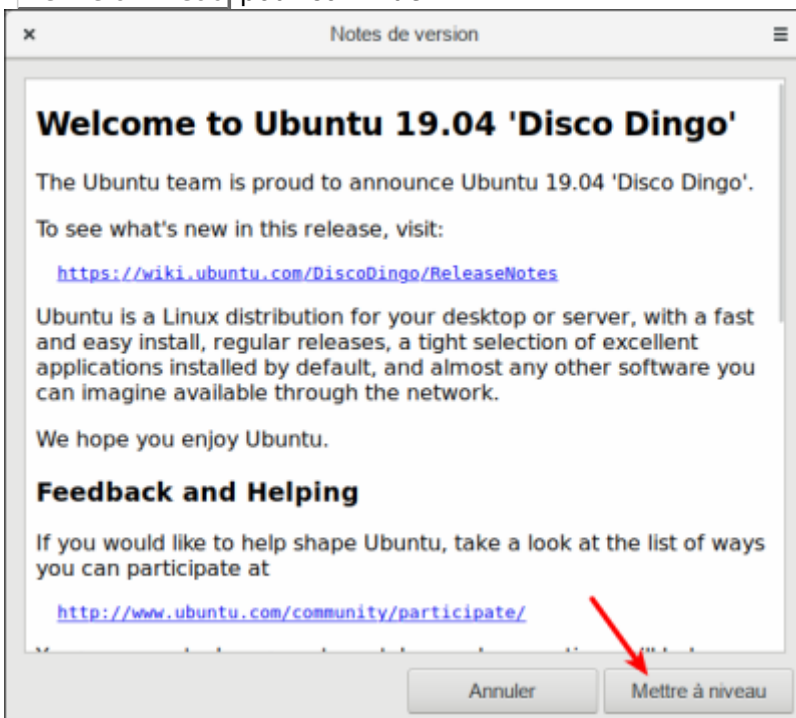 Notes de version
Welcome to Ubuntu 19.04 'Disco Dingo'
The Ubuntu team is proud to announce Ubuntu 19.04 'Disco Dingo'.
To see what's new in this release, visit:
https://wiki.ubuntu.com/DiscoDingo/ReleaseNotes
Ubuntu is a Linux distribution for your desktop or server, with a fast
and easy install, regular releases, a tight selection of excellent
applications installed by default, and almost any other software you
can imagine available through the network.
We hope you enjoy Ubuntu.
Feedback and Helping
If you would like to help shape Ubuntu, take a look at the list of ways
you can participate at
http://www.ubuntu.com/community/participate/
Annuler
Mettre à niveau